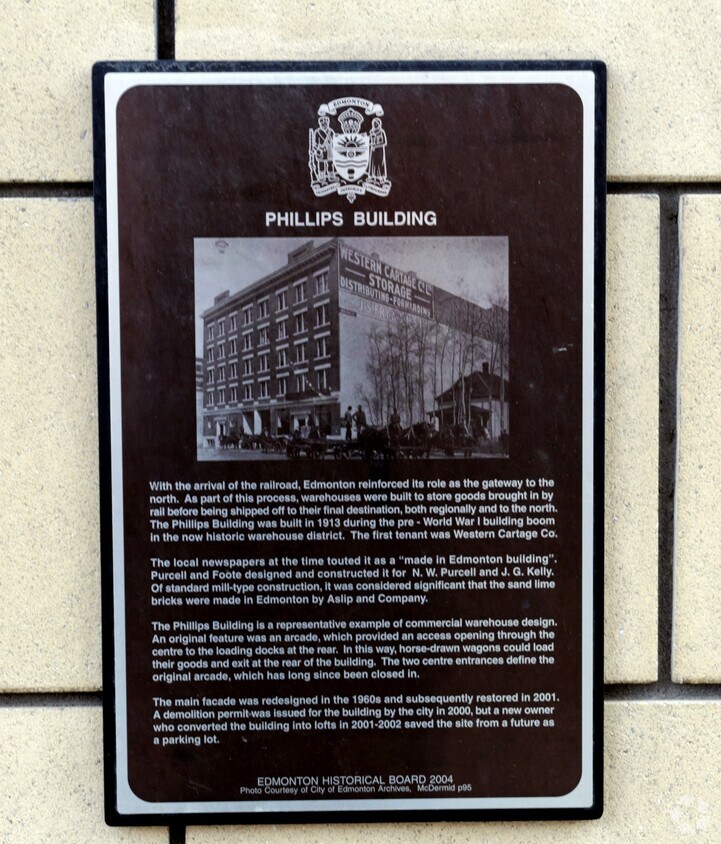 EDMONTON
PHILLIPS BUILDING
WESTERN CARTAGE Co Ltd
STORAGE
DISTRIBUTING-FORWARDING
With the arrival of the railroad, Edmonton reinforced its role as the gateway to the
north. As part of this process, warehouses were built to store goods brought in by
rail before being shipped off to their final destination, both regionally and to the north.
The Phillips Building was built in 1913 during the pre - World War I building boom
in the now historic warehouse district. The first tenant was Western Cartage Co.
The local newspapers at the time touted it as a “made in Edmonton building”.
Purcell and Foote designed and constructed it for N. W. Purcell and J. G. Kelly.
Of standard mill-type construction, it was considered significant that the sand lime
bricks were made in Edmonton by Aslip and Company.
The Phillips Building is a representative example of commercial warehouse design.
An original feature was an arcade, which provided an access opening through the
centre to the loading docks at the rear. In this way, horse-drawn wagons could load
their goods and exit at the rear of the building. The two centre entrances define the
original arcade, which has long since been closed in.
The main facade was redesigned in the 1960s and subsequently restored in 2001.
A demolition permit was issued for the building by the city in 2000, but a new owner
who converted the building into lofts in 2001-2002 saved the site from a future as
a parking lot.
EDMONTON HISTORICAL BOARD 2004
Photo Courtesy of City of Edmonton Archives, McDermid p95